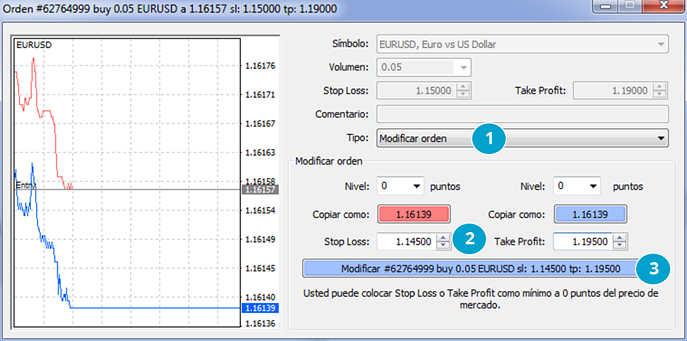 Orden #62764999 buy 0.05 EURUSD a 1.16157 sl: 1.15000 tp: 1.19000
EURUSD
1.16176
1.16171
1.16167
1.16163
1.16158
Entry
1.16157
1.16154
1.16149
1.16145
1.16140
1.16139
1.16136
Símbolo: EURUSD, Euro vs US Dollar
Volumen: 0.05
Stop Loss: 1.15000 Take Profit: 1.19000
Comentario:
Tipo: Modificar orden 1
Modificar orden
Nivel: 0 puntos Nivel: 0 puntos
Copiar como: 1.16139 Copiar como: 1.16139
Stop Loss: 1.14500 2 Take Profit: 1.19500
Modificar #62764999 buy 0.05 EURUSD sl: 1.14500 tp: 1.19500 3
Usted puede colocar Stop Loss o Take Profit como mínimo a 0 puntos del precio de
mercado.